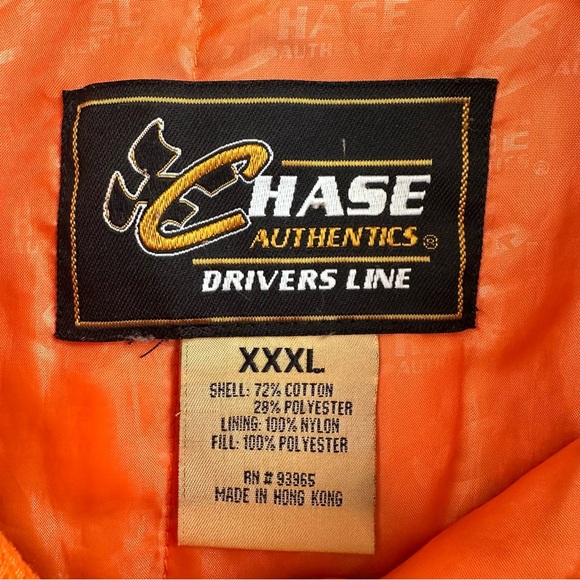 CHASE
AUTHENTICS®
DRIVERS LINE
XXXL
SHELL: 72% COTTON
28% POLYESTER
LINING: 100% NYLON
FILL: 100% POLYESTER
RN # 93965
MADE IN HONG KONG